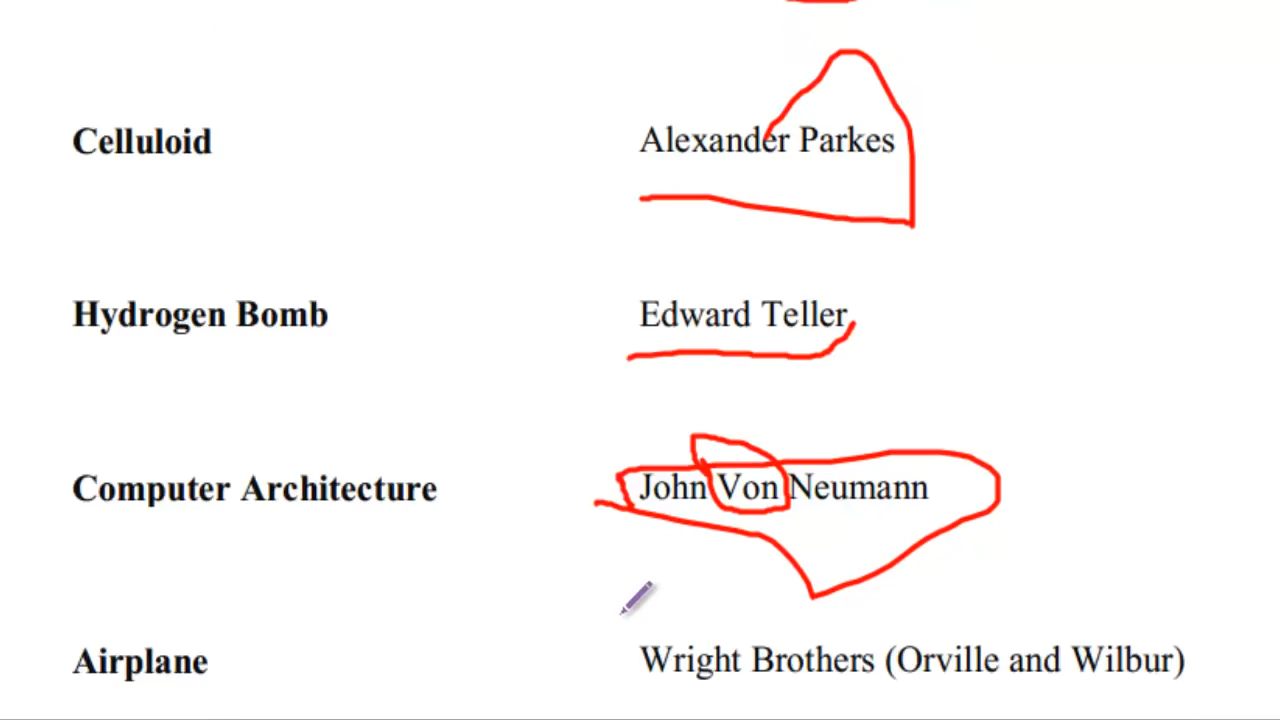 Celluloid Alexander Parkes
Hydrogen Bomb Edward Teller
Computer Architecture John Von Neumann
Airplane Wright Brothers (Orville and Wilbur)